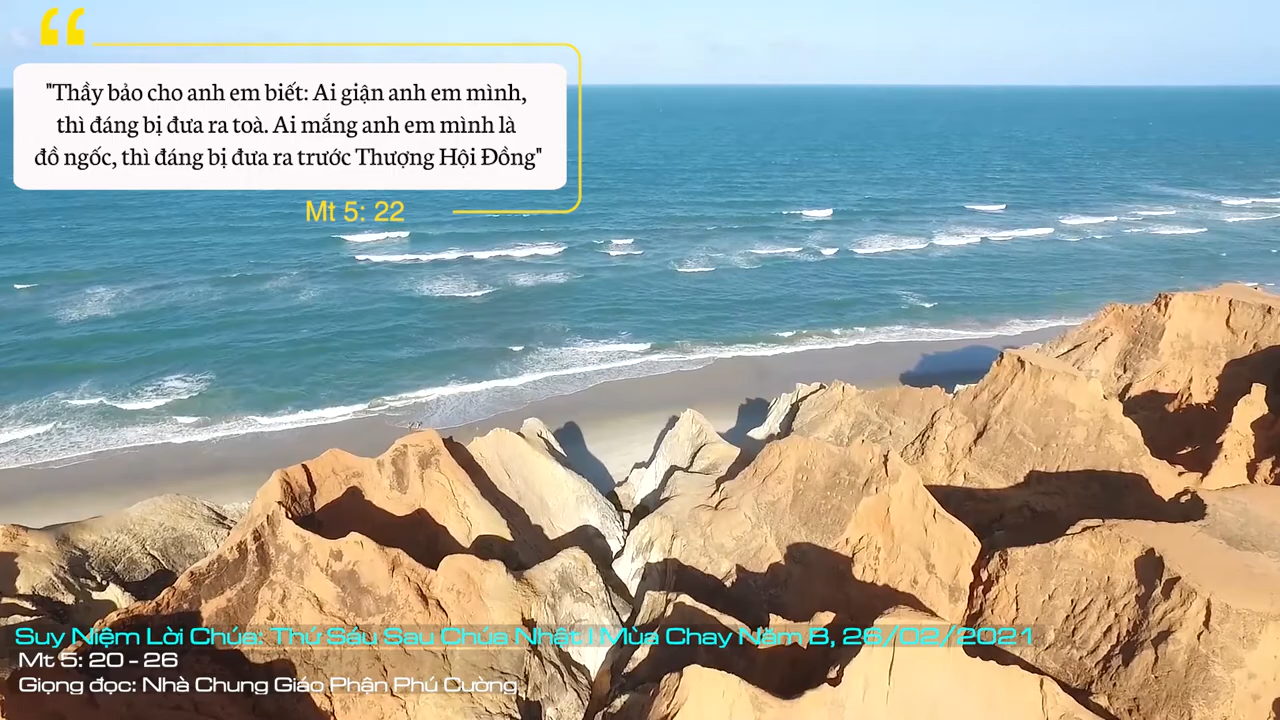 "Thầy bảo cho anh em biết: Ai giận anh em mình,
thì đáng bị đưa ra toà. Ai mắng anh em mình là
đồ ngốc, thì đáng bị đưa ra trước Thượng Hội Đồng"
Mt 5: 22
Suy Niệm Lời Chúa: Thứ Sáu Sau Chúa Nhật I Mùa Chay Năm B, 26/02/2021
Mt 5: 20 - 26
Giọng đọc: Nhà Chung Giáo Phận Phú Cường